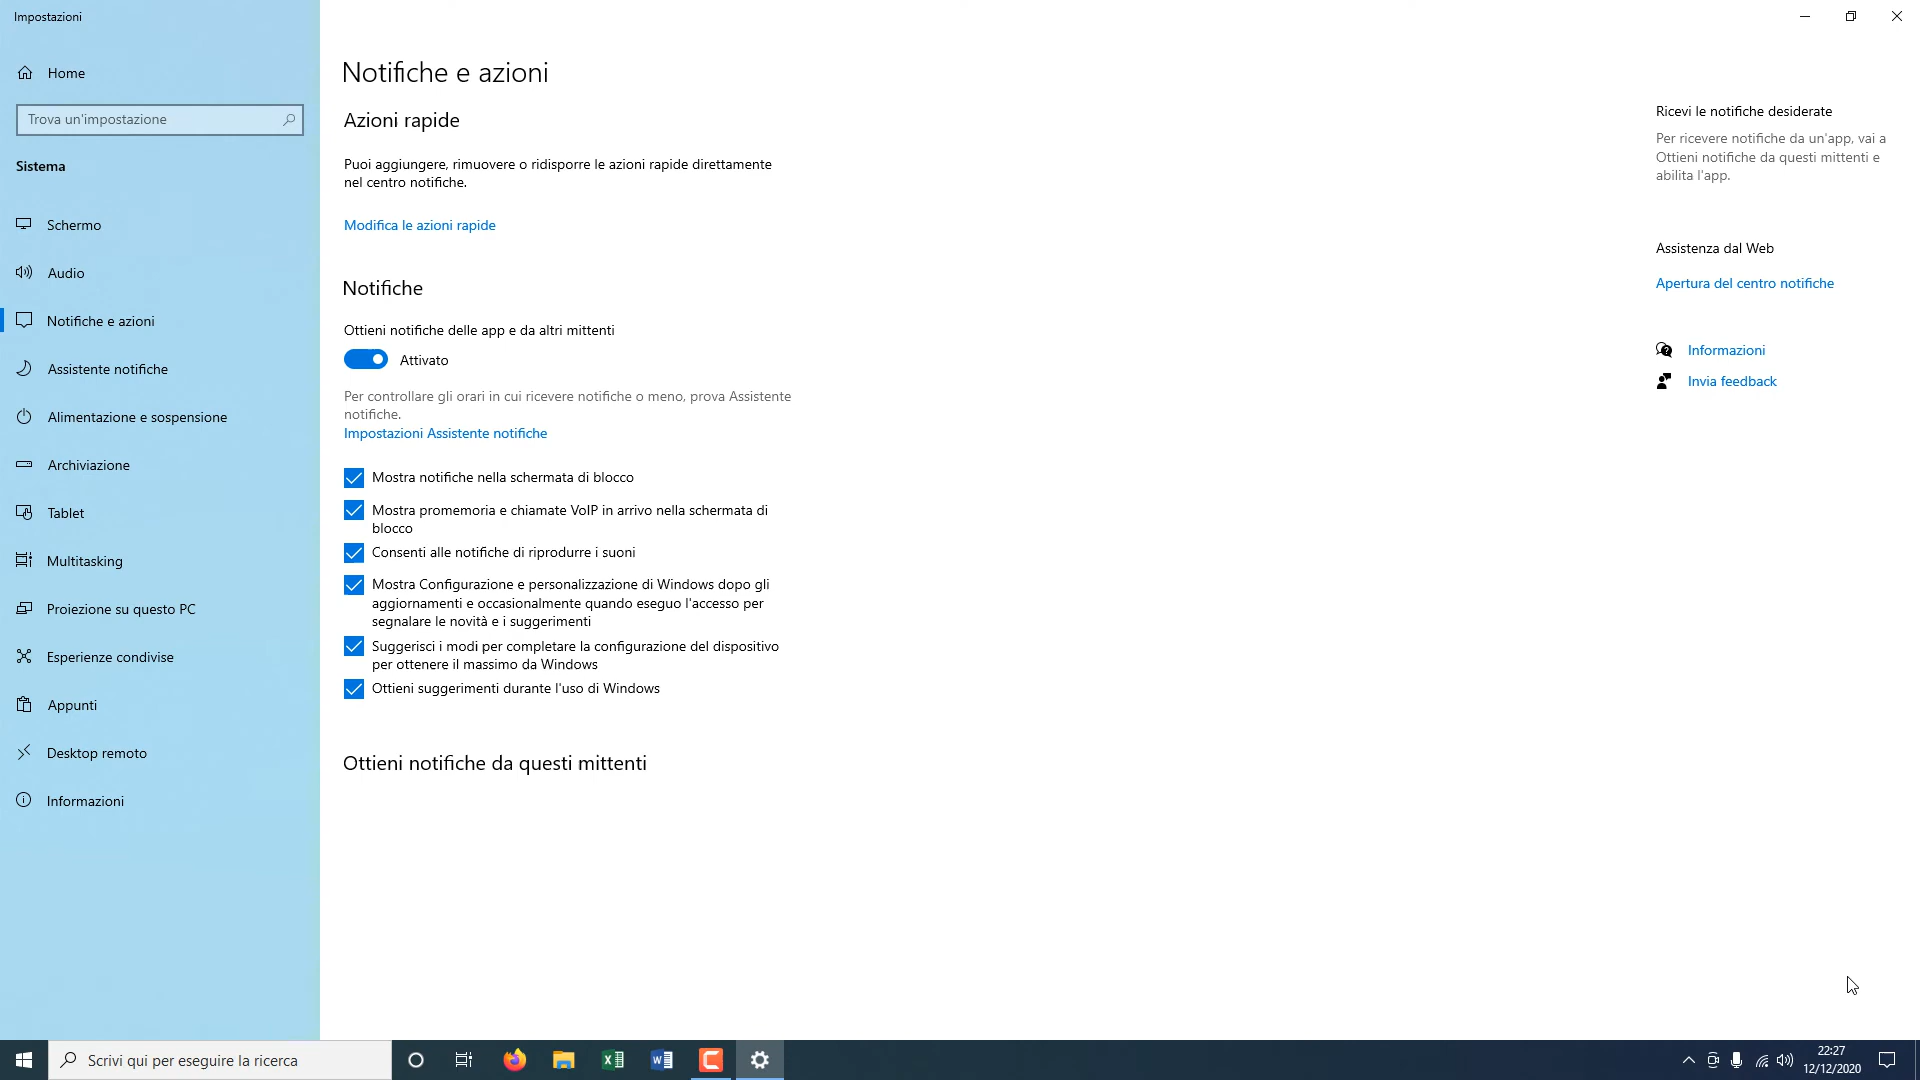 Impostazioni
Home
Trova un'impostazione
Sistema
Schermo
Audio
Notifiche e azioni
Assistente notifiche
Alimentazione e sospensione
Archiviazione
Tablet
Multitasking
Proiezione su questo PC
Esperienze condivise
Appunti
Desktop remoto
Informazioni
Notifiche e azioni
Azioni rapide
Puoi aggiungere, rimuovere o ridisporre le azioni rapide direttamente
nel centro notifiche.
Modifica le azioni rapide
Notifiche
Ottieni notifiche delle app e da altri mittenti
Attivato
Per controllare gli orari in cui ricevere notifiche o meno, prova Assistente
notifiche.
Impostazioni Assistente notifiche
Mostra notifiche nella schermata di blocco
Mostra promemoria e chiamate VoIP in arrivo nella schermata di
blocco
Consenti alle notifiche di riprodurre i suoni
Mostra Configurazione e personalizzazione di Windows dopo gli
aggiornamenti e occasionalmente quando eseguo l'accesso per
segnalare le novità e i suggerimenti
Suggerisci i modi per completare la configurazione del dispositivo
per ottenere il massimo da Windows
Ottieni suggerimenti durante l'uso di Windows
Ottieni notifiche da questi mittenti
Ricevi le notifiche desiderate
Per ricevere notifiche da un'app, vai a
Ottieni notifiche da questi mittenti e
abilita l'app.
Assistenza dal Web
Apertura del centro notifiche
Informazioni
Invia feedback
Scrivi qui per eseguire la ricerca
22:27
12/12/2020